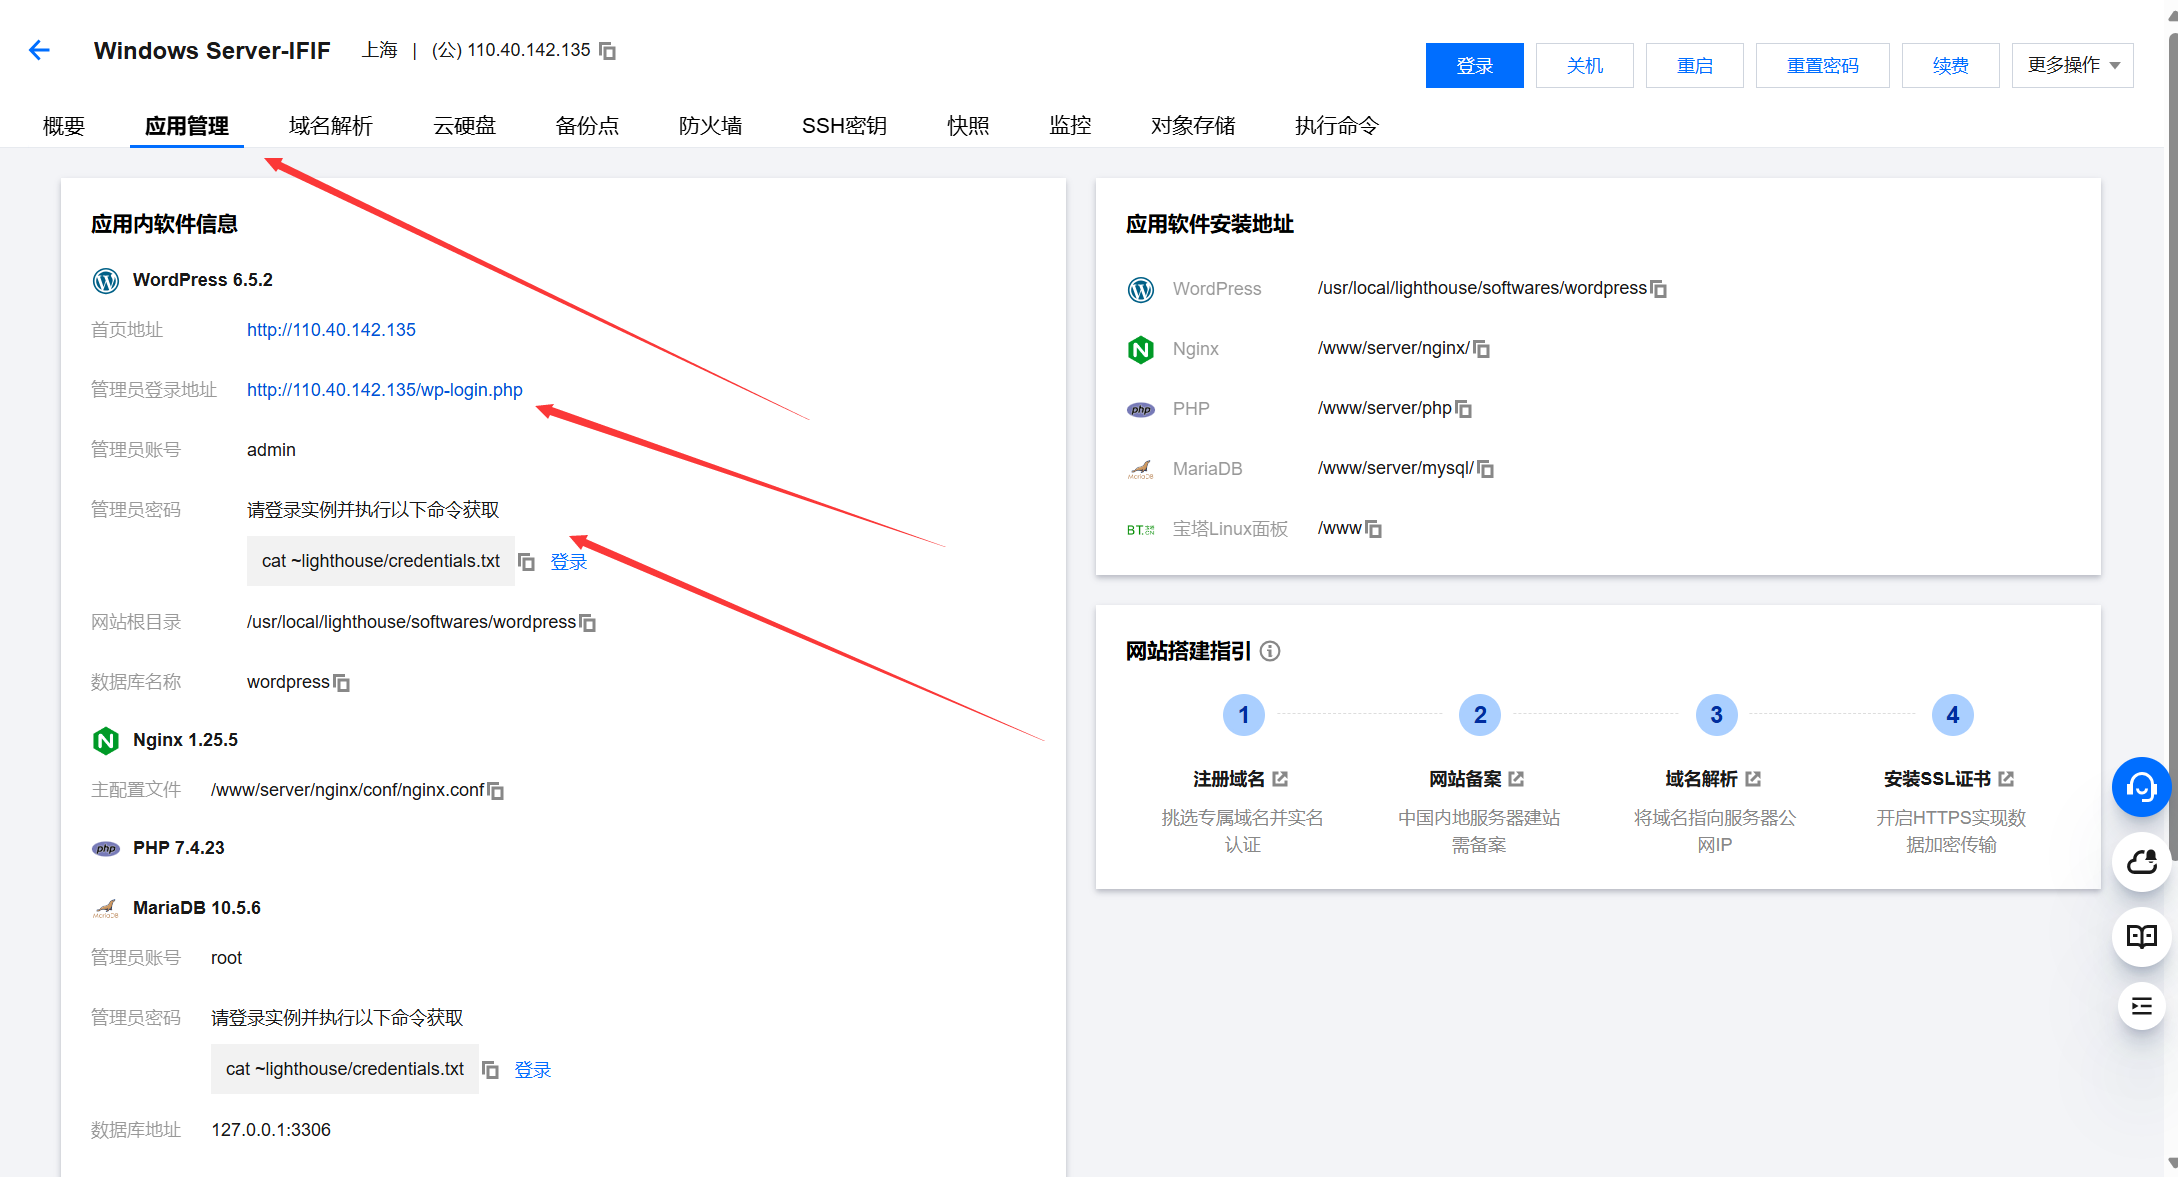 Windows Server-IFIF 上海 | (公) 110.40.142.135
登录 关机 重启 重置密码 续费 更多操作
概要 应用管理 域名解析 云硬盘 备份点 防火墙 SSH密钥 快照 监控 对象存储 执行命令
应用内软件信息
WordPress 6.5.2
首页地址 http://110.40.142.135
管理员登录地址 http://110.40.142.135/wp-login.php
管理员账号 admin
管理员密码 请登录实例并执行以下命令获取
cat ~lighthouse/credentials.txt 登录
网站根目录 /usr/local/lighthouse/softwares/wordpress
数据库名称 wordpress
Nginx 1.25.5
主配置文件 /www/server/nginx/conf/nginx.conf
php PHP 7.4.23
MariaDB MariaDB 10.5.6
管理员账号 root
管理员密码 请登录实例并执行以下命令获取
cat ~lighthouse/credentials.txt 登录
数据库地址 127.0.0.1:3306
应用软件安装地址
WordPress /usr/local/lighthouse/softwares/wordpress
Nginx /www/server/nginx/
php PHP /www/server/php
MariaDB MariaDB /www/server/mysql/
BT.CN 宝塔Linux面板 /www
网站搭建指引
1 2 3 4
注册域名 网站备案 域名解析 安装SSL证书
挑选专属域名并实名 中国内地服务器建站 将域名指向服务器公 开启HTTPS实现数
认证 需备案 网IP 据加密传输